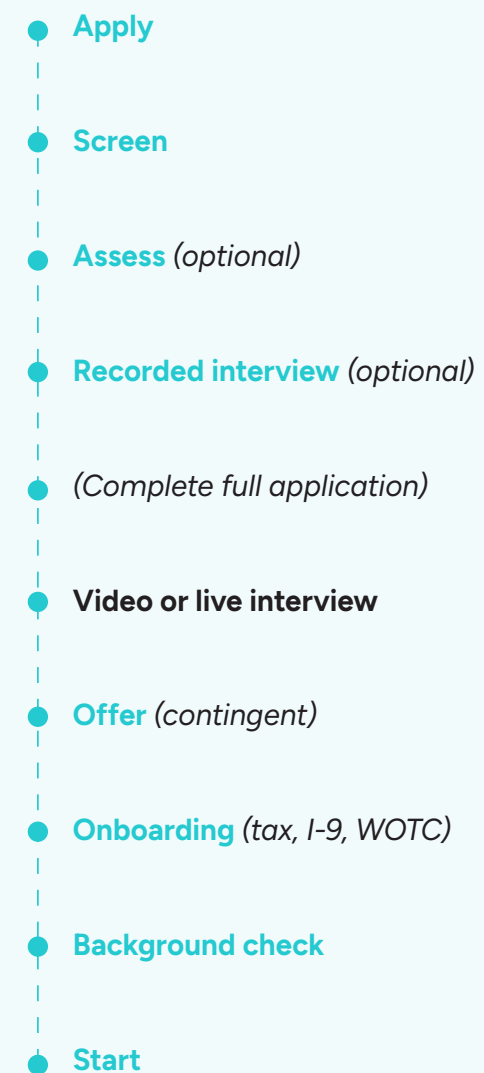 Apply
Screen
Assess (optional)
Recorded interview (optional)
(Complete full application)
Video or live interview
Offer (contingent)
Onboarding (tax, I-9, WOTC)
Background check
Start